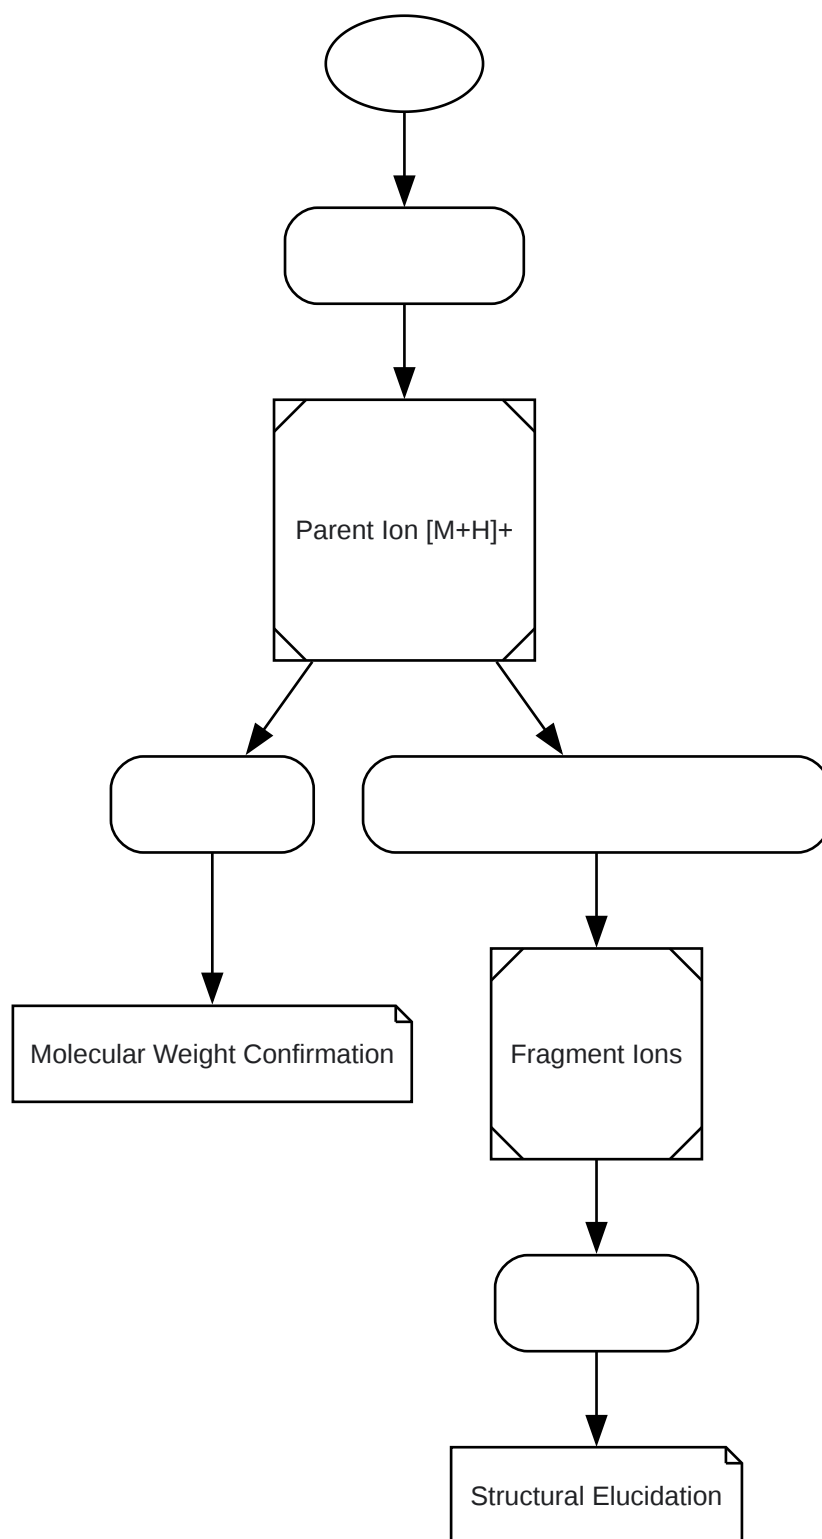 Parent Ion [M+H]+
Molecular Weight Confirmation
Fragment Ions
Structural Elucidation